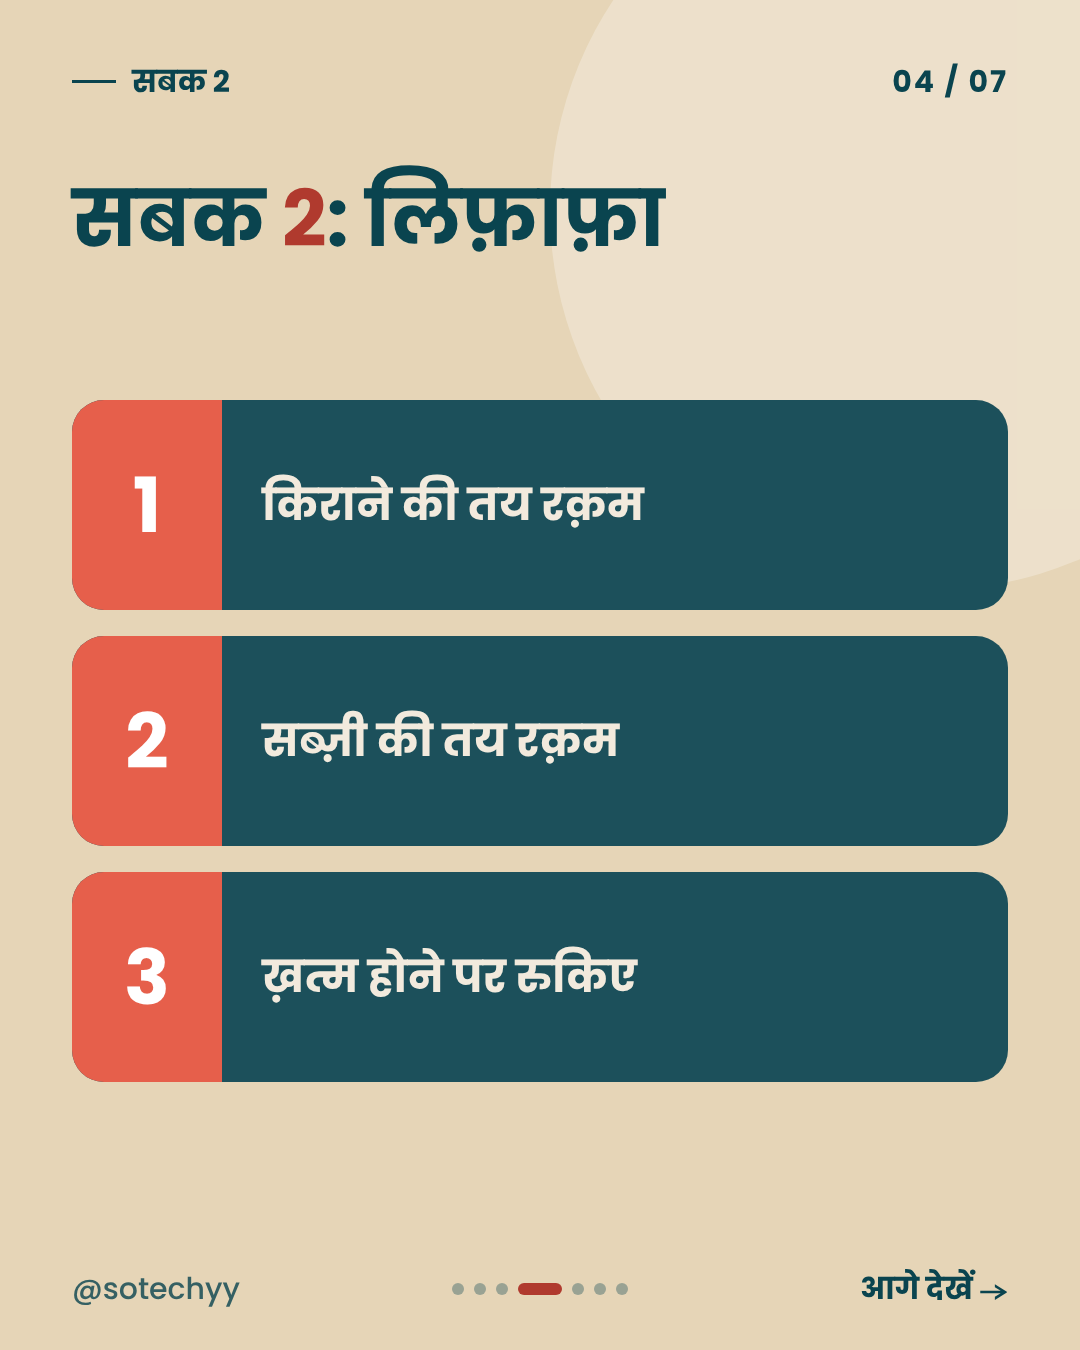 सबक 2
04 / 07
सबक 2: लिफ़ाफ़ा
1
किराने की तय रक़म
2
सब्ज़ी की तय रक़म
3
ख़त्म होने पर रुकिए
@sotechyy
आगे देखें →